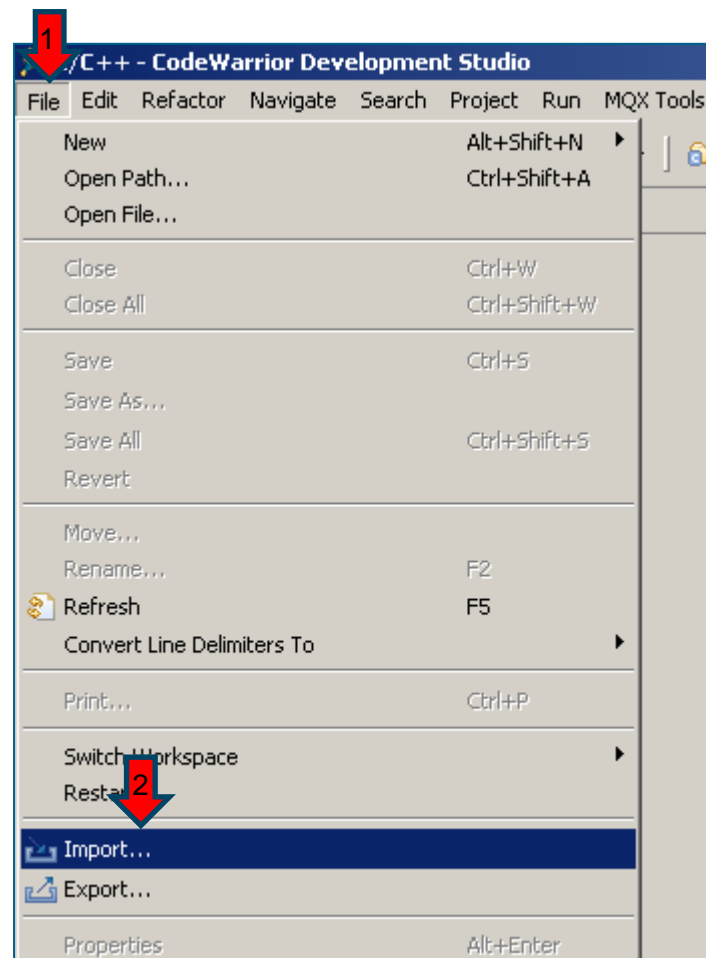 1
/C++ - CodeWarrior Development Studio
File Edit Refactor Navigate Search Project Run MQX Tools
New Alt+Shift+N
Open Path... Ctrl+Shift+A
Open File...
Close Ctrl+W
Close All Ctrl+Shift+W
Save Ctrl+S
Save As...
Save All Ctrl+Shift+S
Revert
Move...
Rename... F2
Refresh F5
Convert Line Delimiters To
Print... Ctrl+P
Switch Workspace
Restar
2
Import...
Export...
Properties Alt+Enter